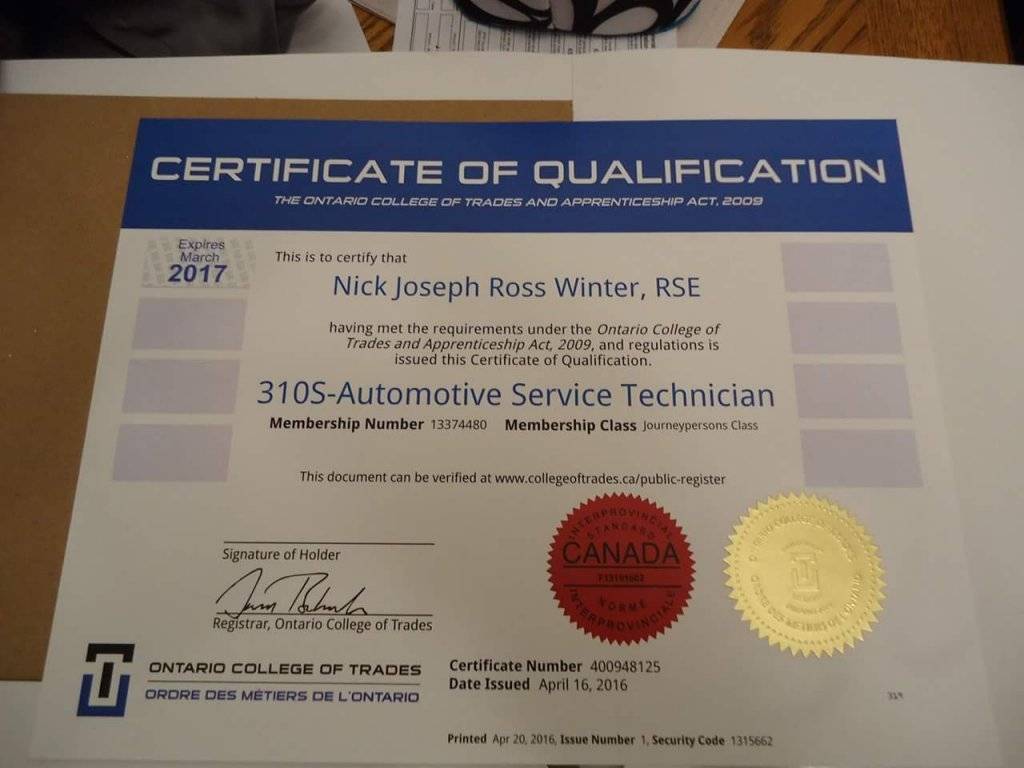 CERTIFICATE OF QUALIFICATION
THE ONTARIO COLLEGE OF TRADES AND APPRENTICESHIP ACT, 2009
Expires
March
2017
This is to certify that
Nick Joseph Ross Winter, RSE
having met the requirements under the Ontario College of
Trades and Apprenticeship Act, 2009, and regulations is
issued this Certificate of Qualification.
310S-Automotive Service Technician
Membership Number 13374480 Membership Class Journeypersons Class
This document can be verified at www.collegeoftrades.ca/public-register
INTERPROVINCIAL
STANDARD
CANADA
NORME
INTERPROVINCIALE
Signature of Holder
Registrar, Ontario College of Trades
ONTARIO COLLEGE OF TRADES
ORDRE DES MÉTIERS DE L'ONTARIO
Certificate Number 400948125
Date Issued April 16, 2016
319
Printed Apr 20, 2016, Issue Number 1, Security Code 1315662